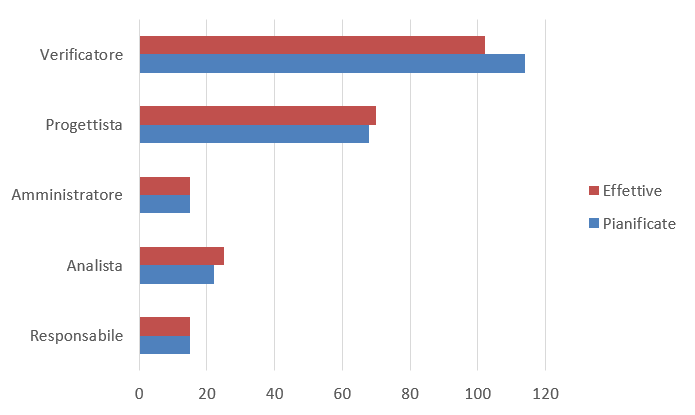 Verificatore
Progettista
Amministratore
Analista
Responsabile
0 20 40 60 80 100 120
Effettive
Pianificate